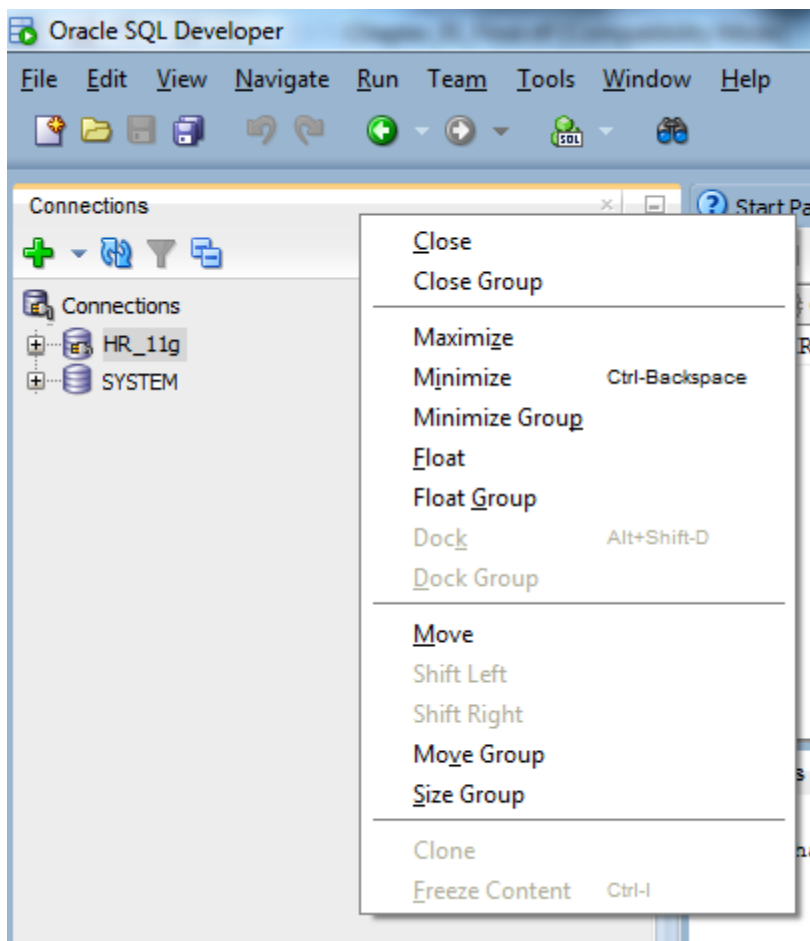 Oracle SQL Developer
File Edit View Navigate Run Team Tools Window Help
SQL
Connections
Start Pa
Connections
HR_11g
SYSTEM
Close
Close Group
Maximize
Minimize Ctrl-Backspace
Minimize Group
Float
Float Group
Dock Alt+Shift-D
Dock Group
Move
Shift Left
Shift Right
Move Group
Size Group
Clone
Freeze Content Ctrl-I